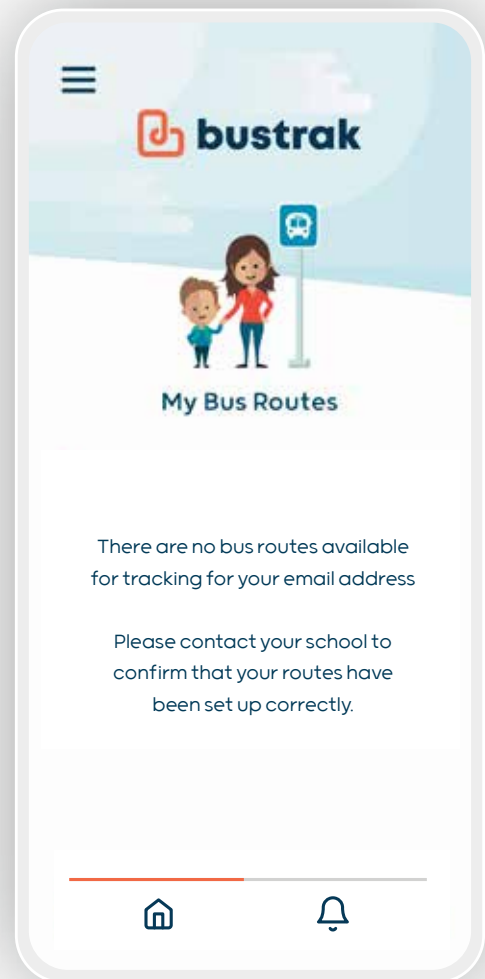 bustrak
My Bus Routes
There are no bus routes available
for tracking for your email address
Please contact your school to
confirm that your routes have
been set up correctly.